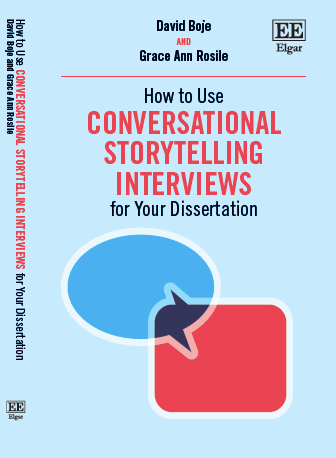 David Boje
AND
Grace Ann Rosile
EE
Elgar
How to Use
CONVERSATIONAL
STORYTELLING
INTERVIEWS
for Your Dissertation
How to Use CONVERSATIONAL STORYTELLING INTERVIEWS for Your Dissertation
David Boje and Grace Ann Rosile
EE
Elgar